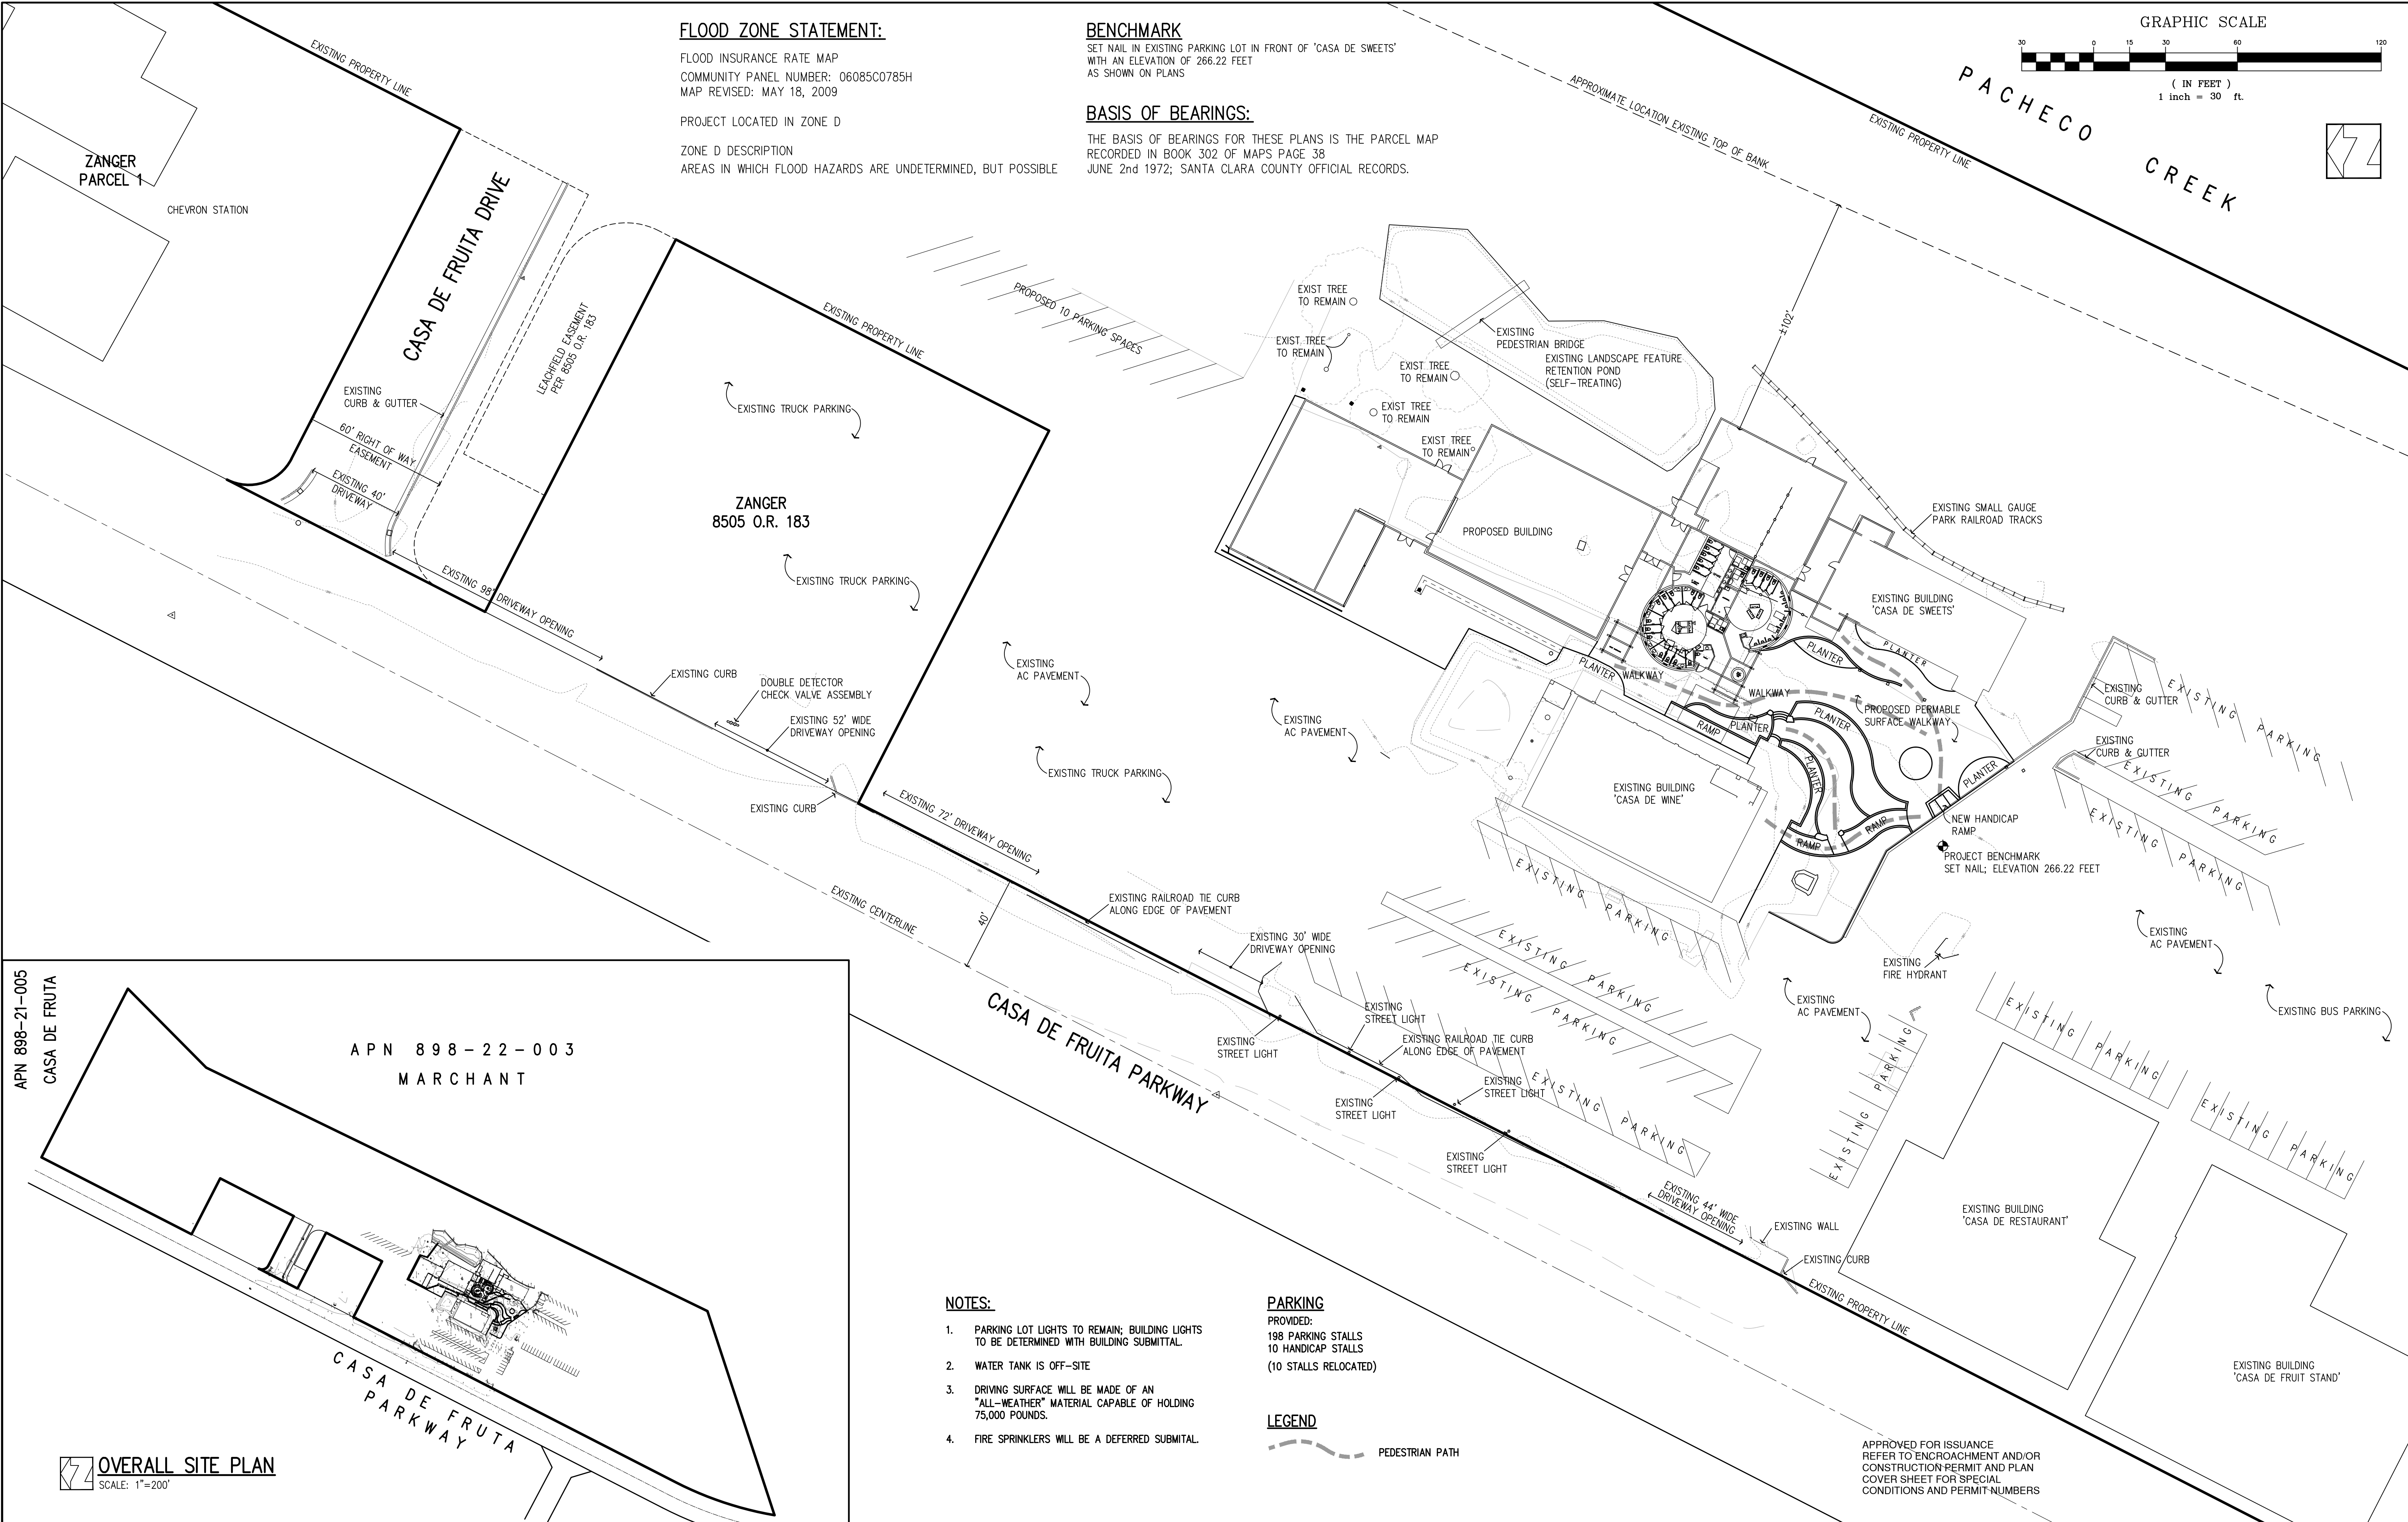 FLOOD ZONE STATEMENT:
FLOOD INSURANCE RATE MAP
COMMUNITY PANEL NUMBER: 06085C0785H
MAP REVISED: MAY 18, 2009
PROJECT LOCATED IN ZONE D
ZONE D DESCRIPTION
AREAS IN WHICH FLOOD HAZARDS ARE UNDETERMINED, BUT POSSIBLE
BENCHMARK
SET NAIL IN EXISTING PARKING LOT IN FRONT OF 'CASA DE SWEETS'
WITH AN ELEVATION OF 266.22 FEET
AS SHOWN ON PLANS
BASIS OF BEARINGS:
THE BASIS OF BEARINGS FOR THESE PLANS IS THE PARCEL MAP
RECORDED IN BOOK 302 OF MAPS PAGE 38
JUNE 2nd 1972; SANTA CLARA COUNTY OFFICIAL RECORDS.
GRAPHIC SCALE
30 0 15 30 60 120
( IN FEET )
1 inch = 30 ft.
PACHECO
CREEK
EXISTING PROPERTY LINE
APPROXIMATE LOCATION EXISTING TOP OF BANK
EXISTING PROPERTY LINE
ZANGER
PARCEL 1
CHEVRON STATION
CASA DE FRUITA DRIVE
LEACHFIELD EASEMENT
PER 8505 O.R. 183
EXISTING
CURB & GUTTER
60' RIGHT OF WAY
EASEMENT
EXISTING 40'
DRIVEWAY
EXISTING PROPERTY LINE
PROPOSED 10 PARKING SPACES
EXISTING TRUCK PARKING
ZANGER
8505 O.R. 183
EXISTING TRUCK PARKING
EXISTING 98' DRIVEWAY OPENING
EXISTING CURB
DOUBLE DETECTOR
CHECK VALVE ASSEMBLY
EXISTING 52' WIDE
DRIVEWAY OPENING
EXISTING CURB
EXISTING
AC PAVEMENT
EXISTING TRUCK PARKING
EXISTING
AC PAVEMENT
EXISTING 72' DRIVEWAY OPENING
EXISTING CENTERLINE
40'
EXISTING RAILROAD TIE CURB
ALONG EDGE OF PAVEMENT
EXISTING 30' WIDE
DRIVEWAY OPENING
EXIST TREE
TO REMAIN
EXIST TREE
TO REMAIN
EXIST TREE
TO REMAIN
EXIST TREE
TO REMAIN
EXIST TREE
TO REMAIN
EXISTING
PEDESTRIAN BRIDGE
EXISTING LANDSCAPE FEATURE
RETENTION POND
(SELF-TREATING)
±102'
EXISTING SMALL GAUGE
PARK RAILROAD TRACKS
PROPOSED BUILDING
EXISTING BUILDING
'CASA DE SWEETS'
PLANTER
PLANTER
PLANTER
WALKWAY
WALKWAY
PROPOSED PERMABLE
SURFACE WALKWAY
RAMP
PLANTER
PLANTER
PLANTER
PLANTER
RAMP
RAMP
EXISTING BUILDING
'CASA DE WINE'
NEW HANDICAP
RAMP
PROJECT BENCHMARK
SET NAIL; ELEVATION 266.22 FEET
EXISTING
CURB & GUTTER
EXISTING PARKING
EXISTING
CURB & GUTTER
EXISTING PARKING
EXISTING PARKING
EXISTING PARKING
EXISTING PARKING
EXISTING PARKING
EXISTING
FIRE HYDRANT
EXISTING
AC PAVEMENT
EXISTING
AC PAVEMENT
EXISTING BUS PARKING
EXISTING PARKING
EXISTING PARKING
EXISTING PARKING
EXISTING
STREET LIGHT
EXISTING
STREET LIGHT
EXISTING RAILROAD TIE CURB
ALONG EDGE OF PAVEMENT
EXISTING
STREET LIGHT
EXISTING
STREET LIGHT
EXISTING PARKING
EXISTING
STREET LIGHT
CASA DE FRUITA PARKWAY
EXISTING 44' WIDE
DRIVEWAY OPENING
EXISTING WALL
EXISTING CURB
EXISTING PROPERTY LINE
EXISTING BUILDING
'CASA DE RESTAURANT'
EXISTING BUILDING
'CASA DE FRUIT STAND'
APN 898-21-005
CASA DE FRUTA
APN 898-22-003
MARCHANT
CASA DE FRUTA
PARKWAY
OVERALL SITE PLAN
SCALE: 1"=200'
NOTES:
1. PARKING LOT LIGHTS TO REMAIN; BUILDING LIGHTS
TO BE DETERMINED WITH BUILDING SUBMITTAL.
2. WATER TANK IS OFF-SITE
3. DRIVING SURFACE WILL BE MADE OF AN
"ALL-WEATHER" MATERIAL CAPABLE OF HOLDING
75,000 POUNDS.
4. FIRE SPRINKLERS WILL BE A DEFERRED SUBMITAL.
PARKING
PROVIDED:
198 PARKING STALLS
10 HANDICAP STALLS
(10 STALLS RELOCATED)
LEGEND
PEDESTRIAN PATH
APPROVED FOR ISSUANCE
REFER TO ENCROACHMENT AND/OR
CONSTRUCTION PERMIT AND PLAN
COVER SHEET FOR SPECIAL
CONDITIONS AND PERMIT NUMBERS